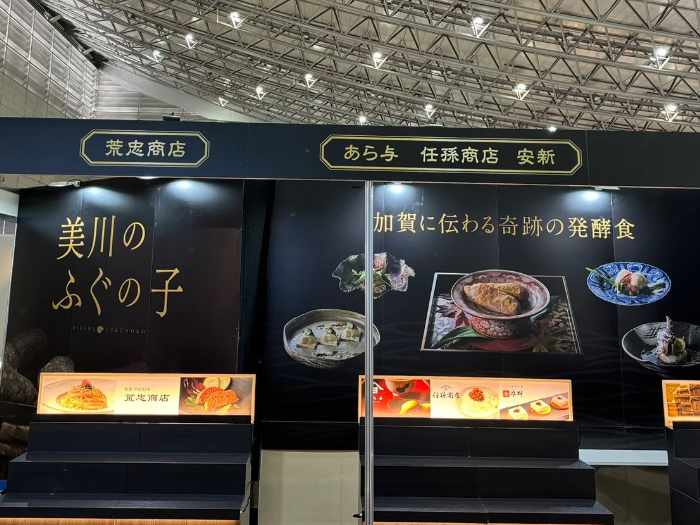 荒忠商店
あら与 任孫商店 安新
美川の
ふぐの子
加賀に伝わる奇跡の発酵食
荒忠商店
任孫商店